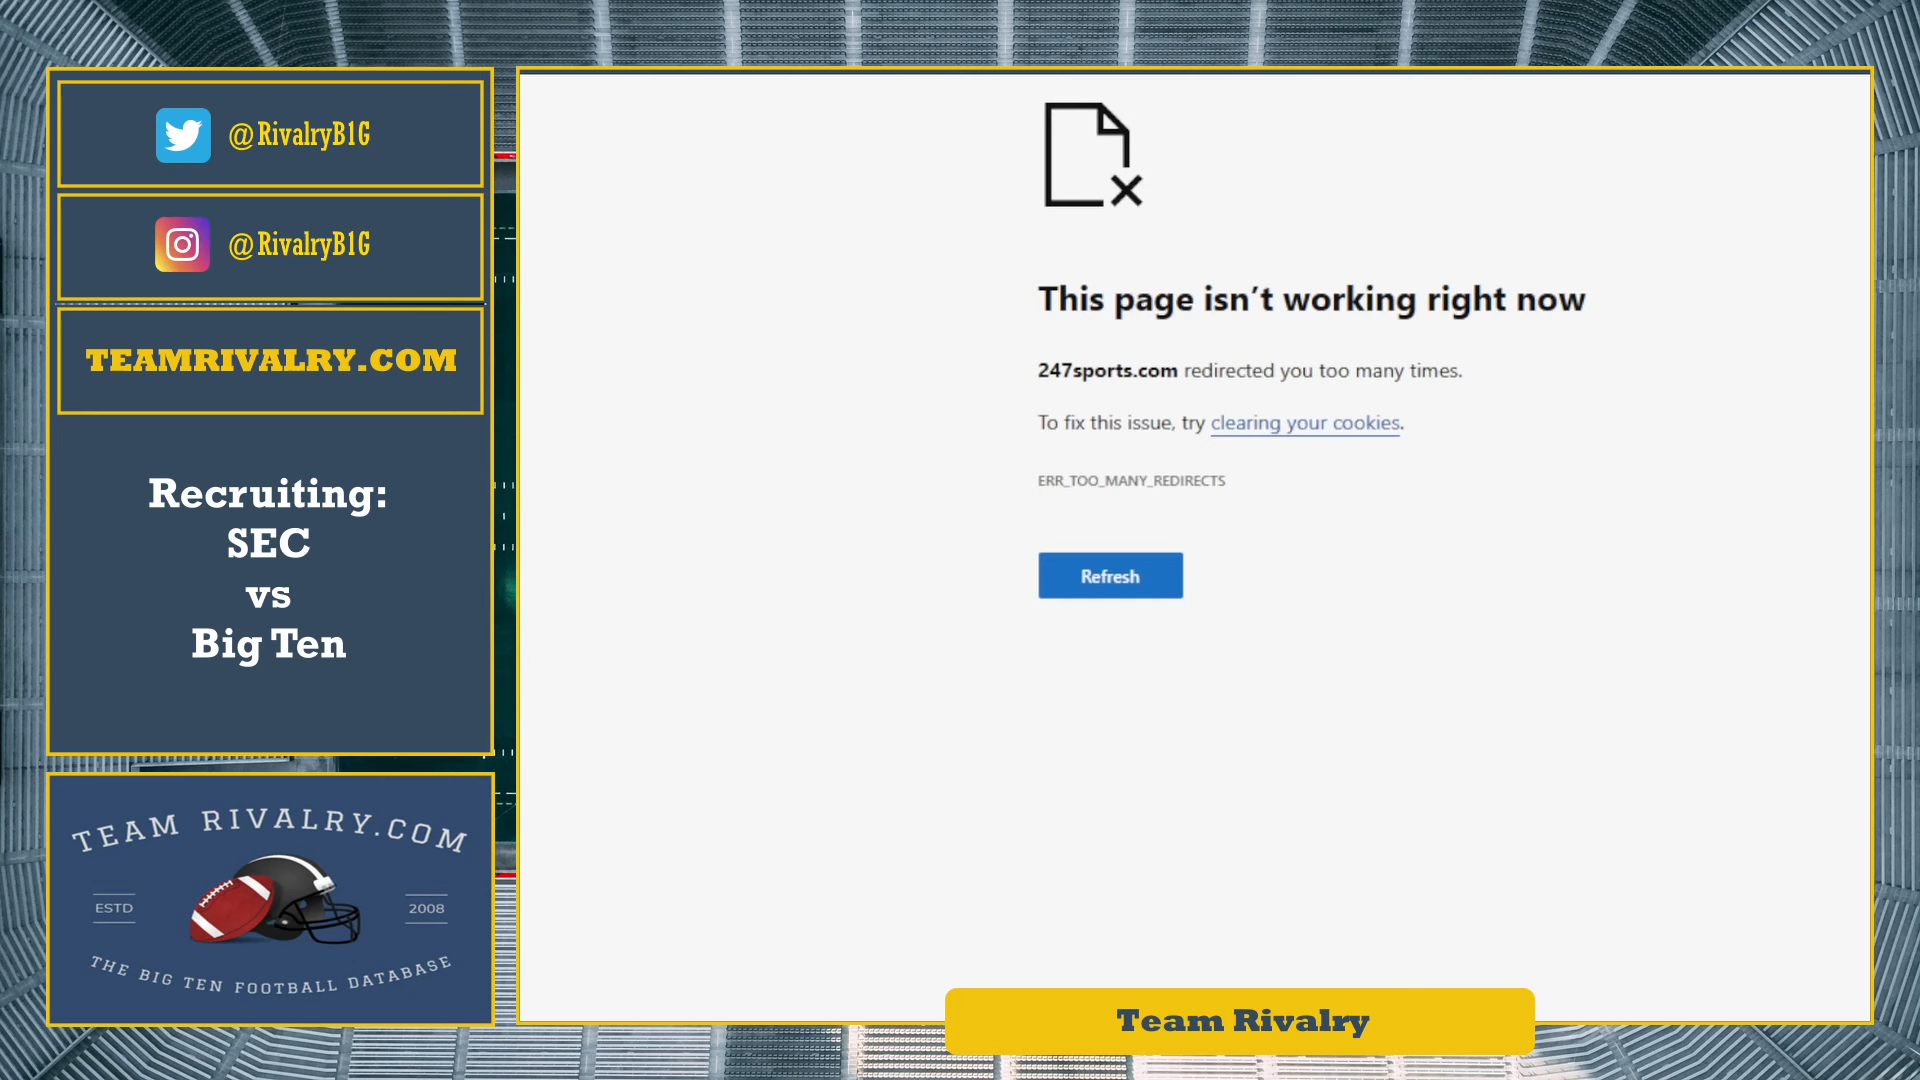 @RivalryB1G
@RivalryB1G
TEAMRIVALRY.COM
Recruiting:
SEC
vs
Big Ten
TEAM RIVALRY.COM
ESTD
2008
THE BIG TEN FOOTBALL DATABASE
This page isn’t working right now
247sports.com redirected you too many times.
To fix this issue, try clearing your cookies.
ERR_TOO_MANY_REDIRECTS
Refresh
Team Rivalry